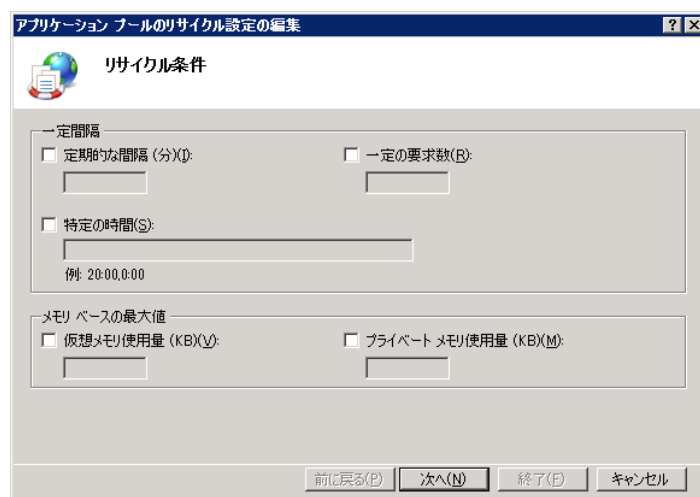 アプリケーション プールのリサイクル設定の編集
リサイクル条件
一定間隔
定期的な間隔 (分)(I):
一定の要求数(R):
特定の時間(S):
例: 20:00,0:00
メモリ ベースの最大値
仮想メモリ使用量 (KB)(V):
プライベート メモリ使用量 (KB)(M):
前に戻る(P) 次へ(N) 終了(F) キャンセル